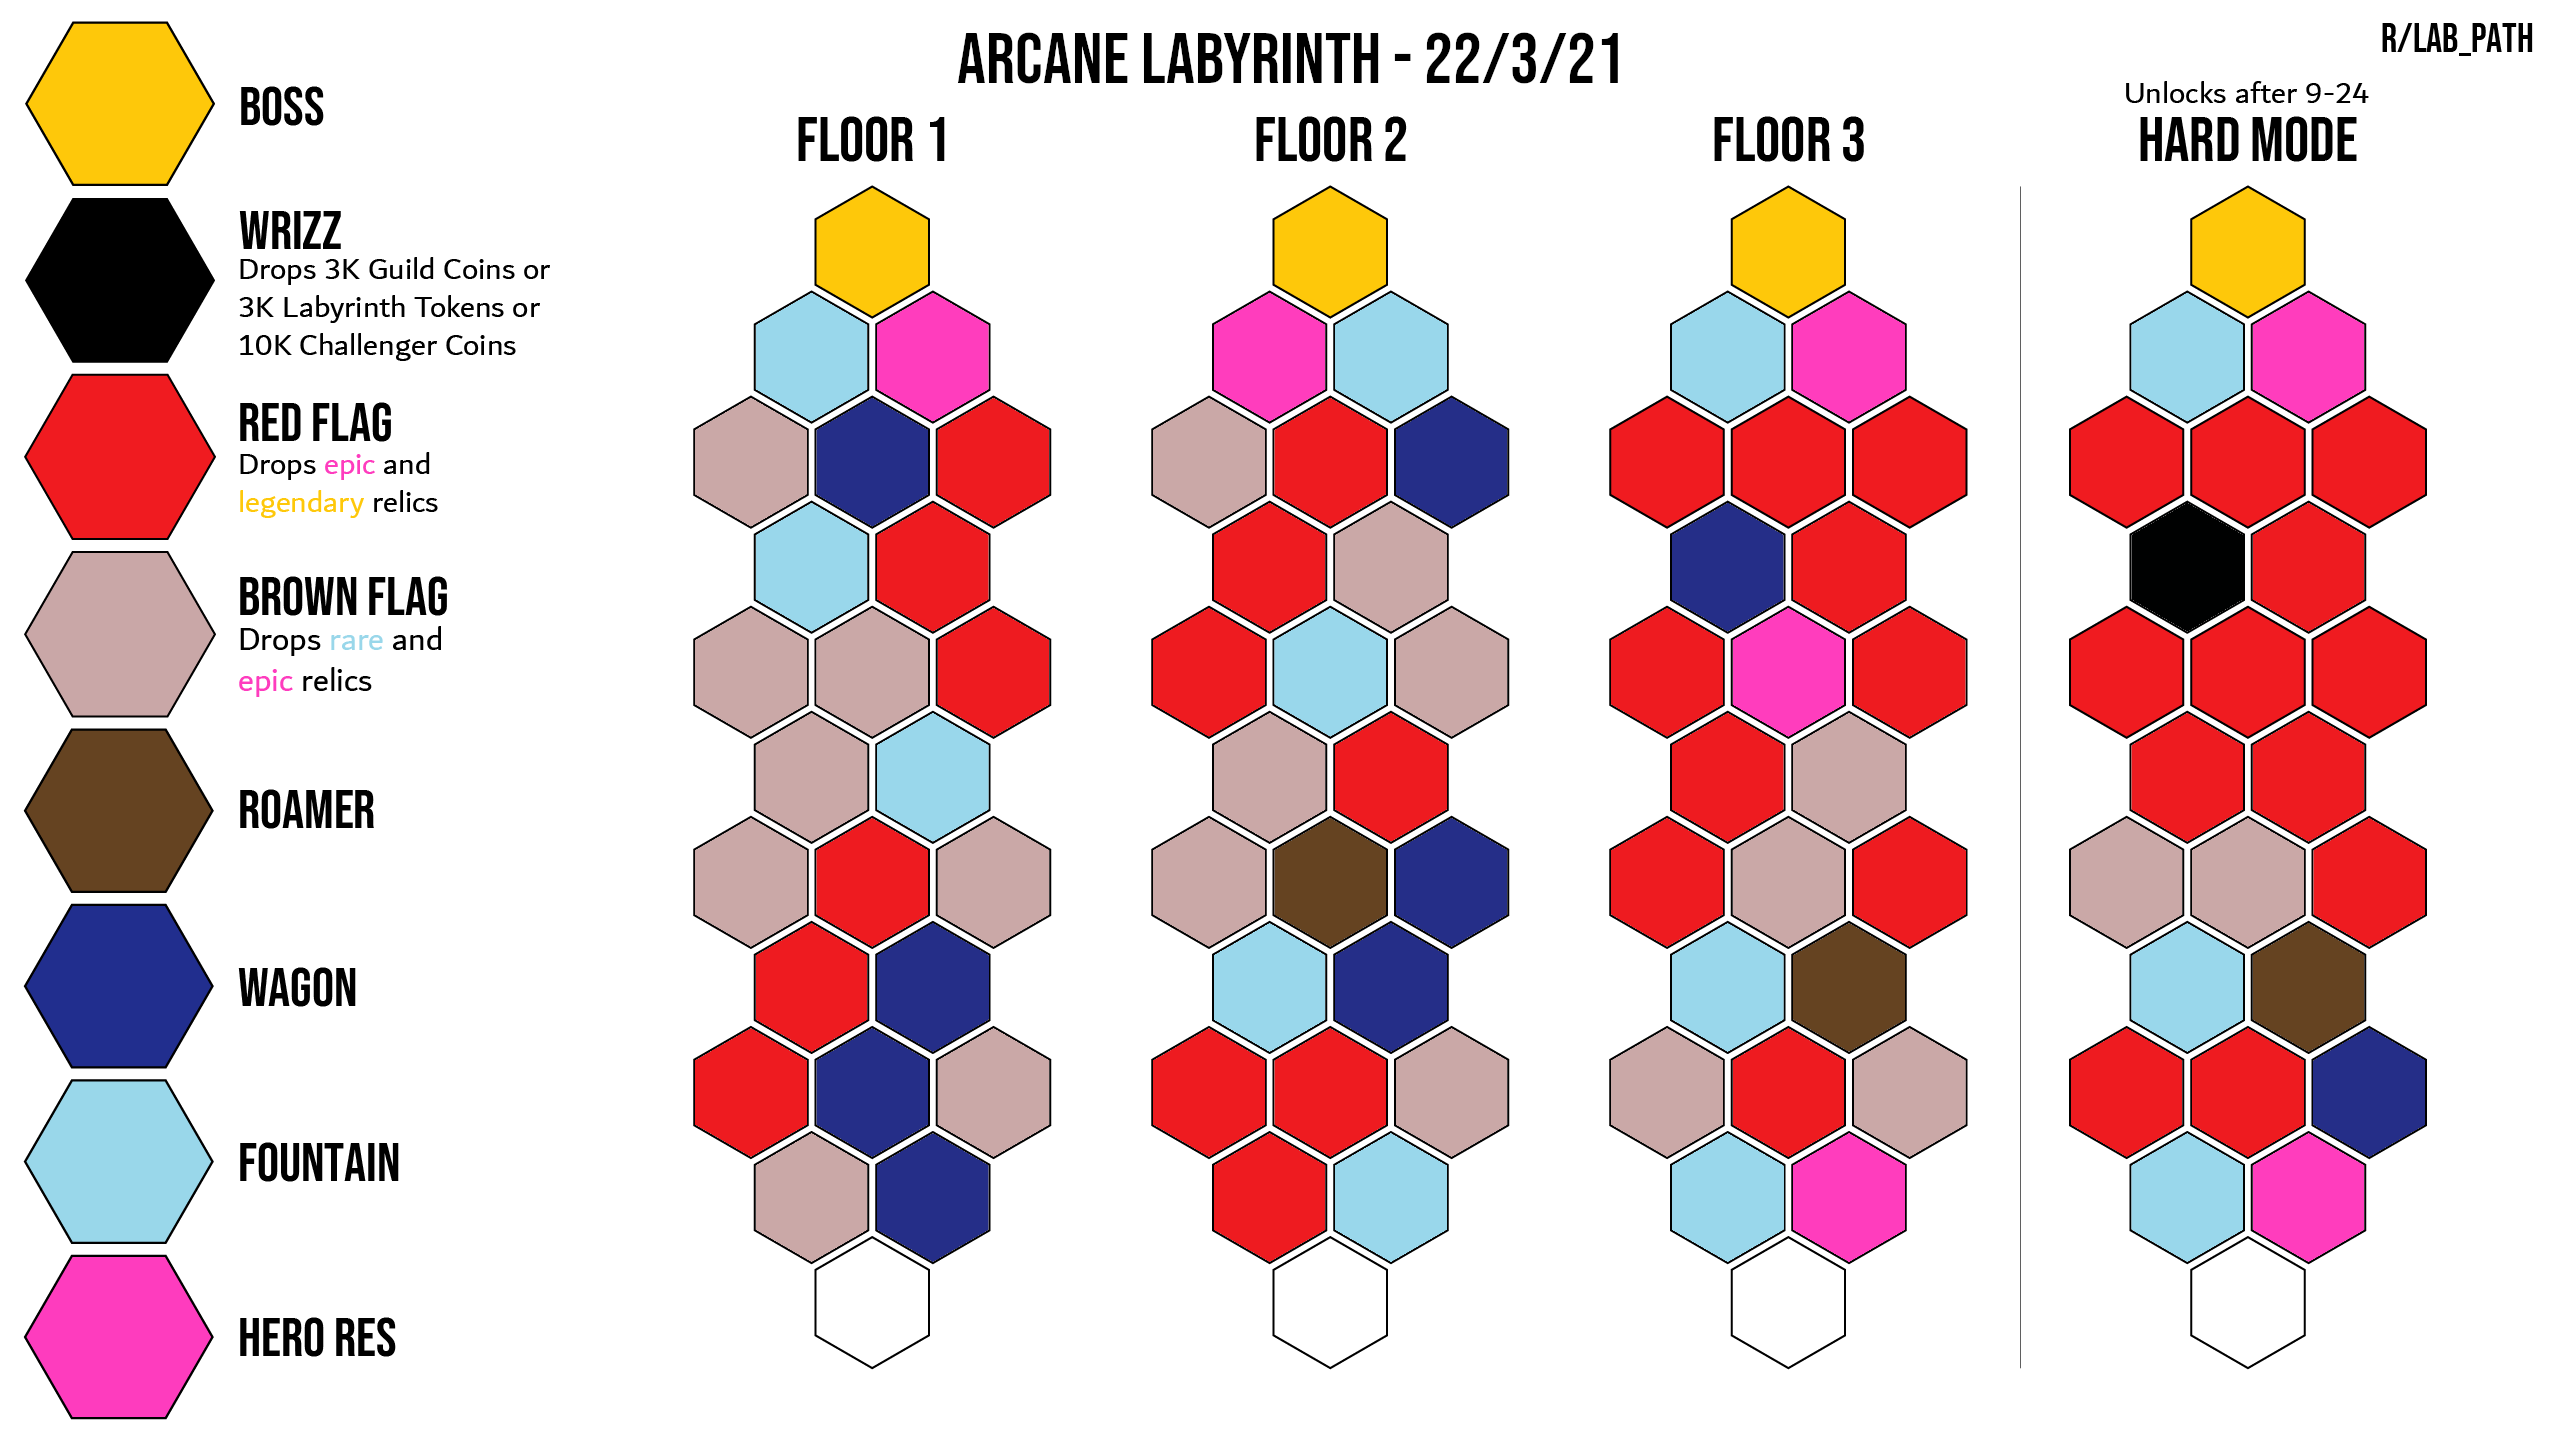 ARCANE LABYRINTH - 22/3/21
R/LAB_PATH
BOSS
WRIZZ
Drops 3K Guild Coins or
3K Labyrinth Tokens or
10K Challenger Coins
RED FLAG
Drops epic and
legendary relics
BROWN FLAG
Drops rare and
epic relics
ROAMER
WAGON
FOUNTAIN
HERO RES
FLOOR 1
FLOOR 2
FLOOR 3
Unlocks after 9-24
HARD MODE